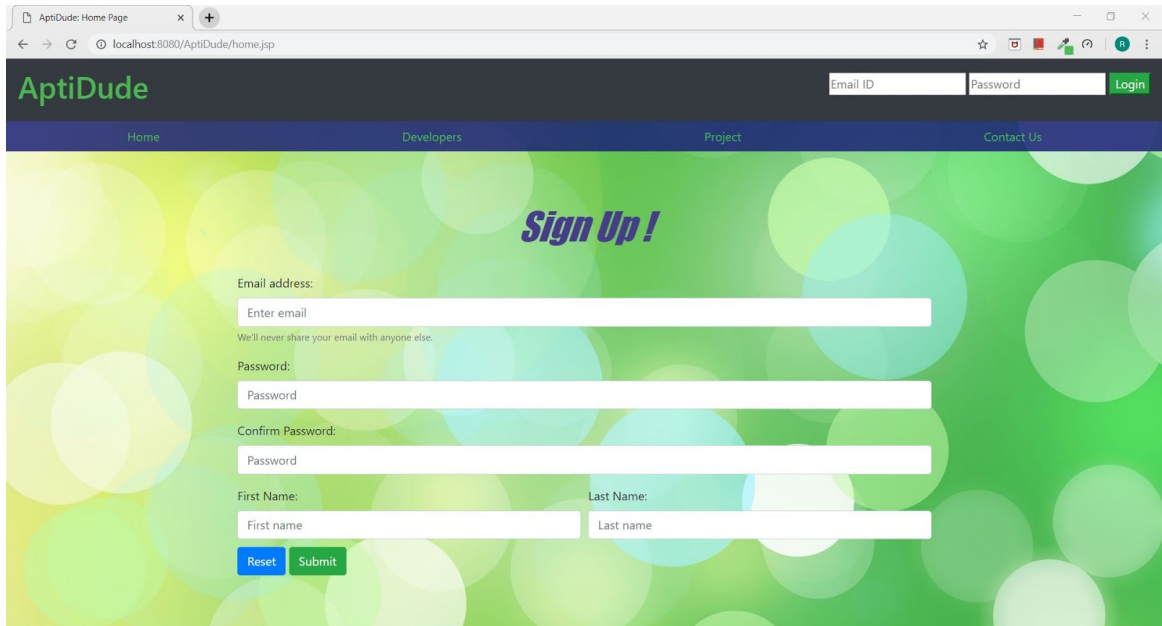 AptiDude: Home Page
localhost:8080/AptiDude/home.jsp
R
AptiDude
Email ID Password Login
Home Developers Project Contact Us
Sign Up !
Email address:
Enter email
We'll never share your email with anyone else.
Password:
Password
Confirm Password:
Password
First Name: Last Name:
First name Last name
Reset Submit